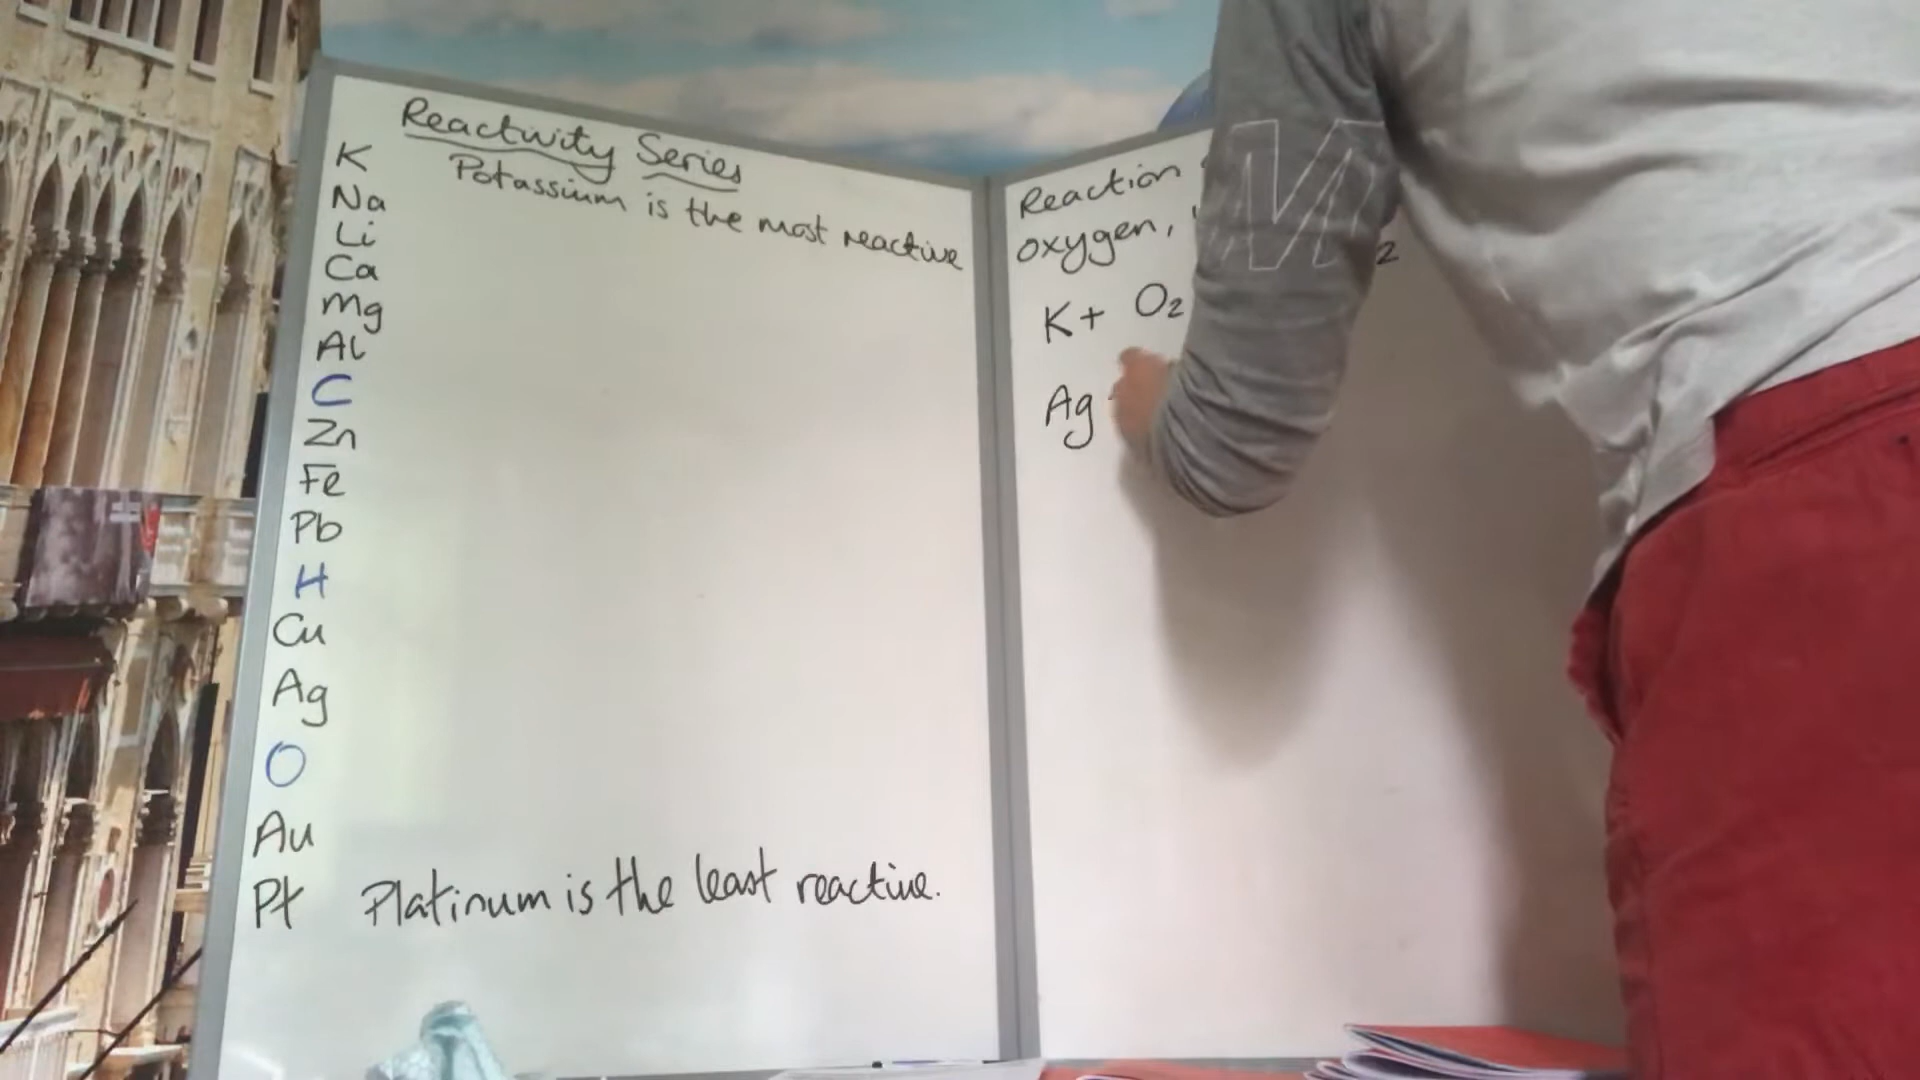 Reactivity Series
K
Potassium is the most reactive
Na
Li
Ca
Mg
Al
C
Zn
Fe
Pb
H
Cu
Ag
O
Au
Pt Platinum is the least reactive.
Reaction
oxygen,
2
K+ O2
Ag
M